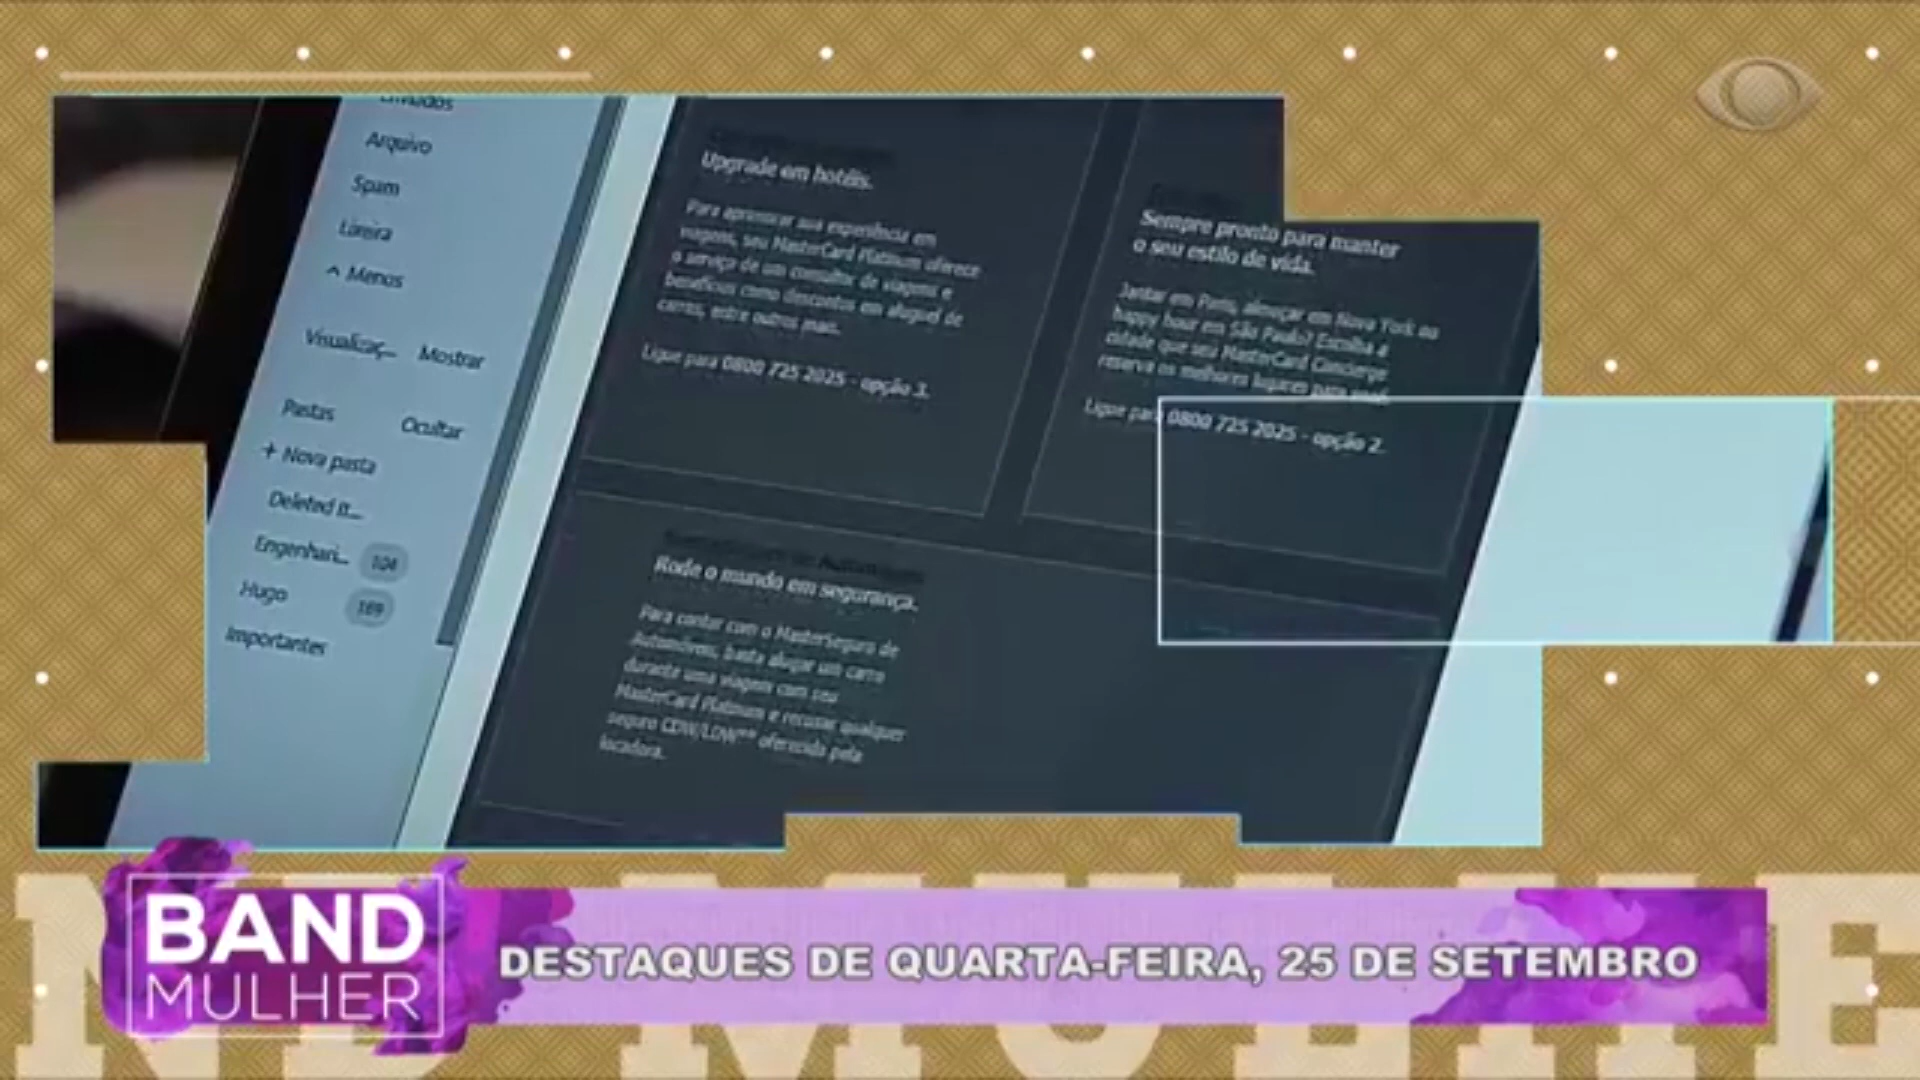 Enviados
Arquivo
Spam
Lixeira
^ Menos
Visualizaç... Mostrar
Pastas Ocultar
+ Nova pasta
Deleted It...
Engenhari... 104
Hugo 169
Importantes
Upgrade em hotéis.
Para aprimorar sua experiência em
viagens, seu MasterCard Platinum oferece
o serviço de um consultor de viagens e
benefícios como descontos em aluguel de
carros, entre outros mais.
Ligue para 0800 725 2025 - opção 3.
Sempre pronto para manter
o seu estilo de vida.
Jantar em Paris, almoçar em Nova York ou
happy hour em São Paulo? Escolha a
cidade que seu MasterCard Concierge
reserva os melhores lugares para você.
Ligue para 0800 725 2025 - opção 2.
Rode o mundo em segurança.
Para contar com o MasterSeguro de
Automóveis, basta alugar um carro
durante uma viagem com seu
MasterCard Platinum e recusar qualquer
seguro CDW/LDW** oferecido pela
locadora.
BAND
MULHER
DESTAQUES DE QUARTA-FEIRA, 25 DE SETEMBRO
ND MULHE